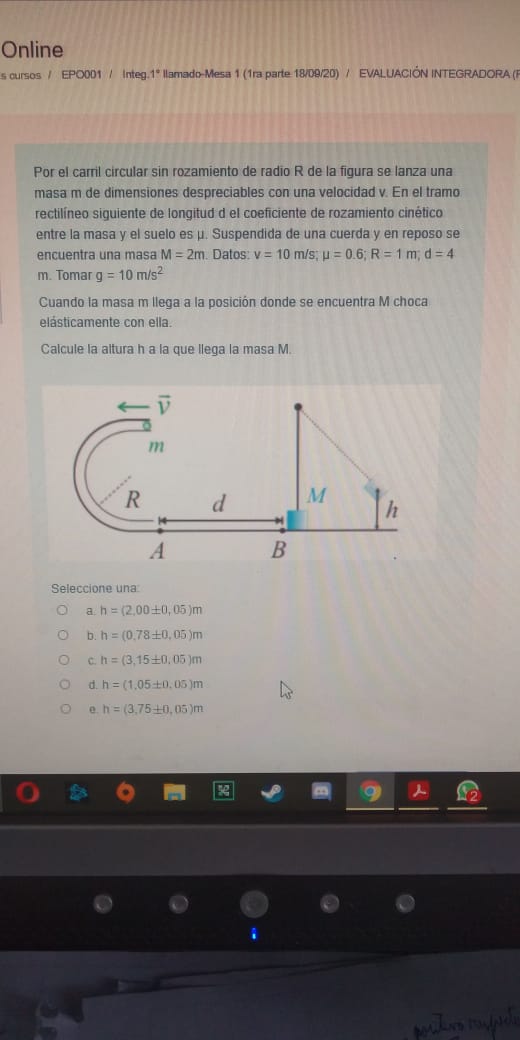 Online
s cursos / EPO001 / Integ.1° llamado-Mesa 1 (1ra parte 18/09/20) / EVALUACIÓN INTEGRADORA
Por el carril circular sin rozamiento de radio R de la figura se lanza una
masa m de dimensiones despreciables con una velocidad v. En el tramo
rectilíneo siguiente de longitud d el coeficiente de rozamiento cinético
entre la masa y el suelo es μ. Suspendida de una cuerda y en reposo se
encuentra una masa M = 2m. Datos: v = 10 m/s; μ = 0.6; R = 1 m; d = 4
m. Tomar g = 10 m/s²
Cuando la masa m llega a la posición donde se encuentra M choca
elásticamente con ella.
Calcule la altura h a la que llega la masa M.
v
m
R
d
M
h
A
B
Seleccione una:
a. h = (2,00±0,05)m
b. h = (0,78±0,05)m
c. h = (3,15±0,05)m
d. h = (1,05±0,05)m
e. h = (3,75±0,05)m
2